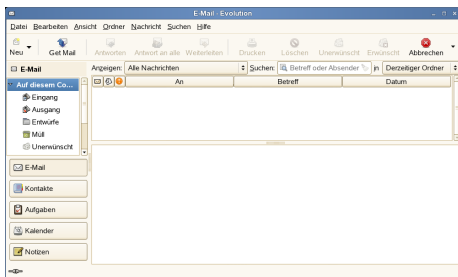 E-Mail - Evolution
Datei Bearbeiten Ansicht Ordner Nachricht Suchen Hilfe
Neu Get Mail Antworten Antwort an alle Weiterleiten Drucken Löschen Unerwünscht Erwünscht Abbrechen
E-Mail Anzeigen: Alle Nachrichten Suchen: Betreff oder Absender in Derzeitiger Ordner
Auf diesem Co... An Betreff Datum
Eingang
Ausgang
Entwürfe
Müll
Unerwünscht
E-Mail
Kontakte
Aufgaben
Kalender
Notizen